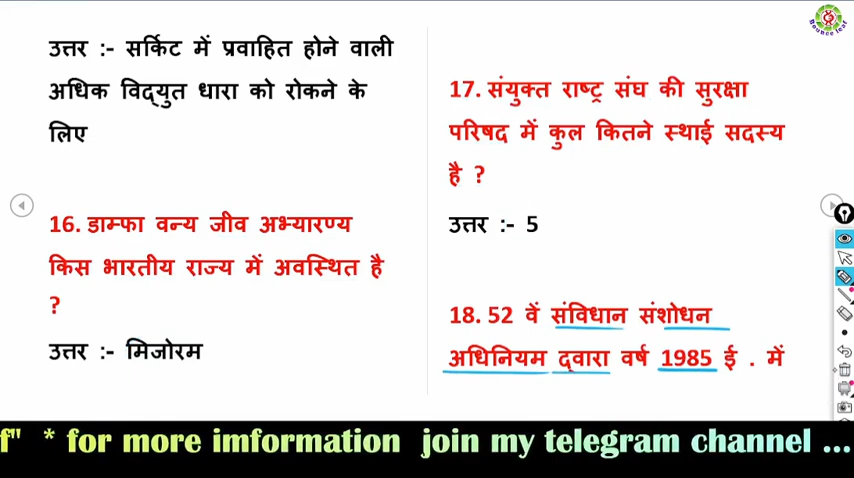 उत्तर :- सर्किट में प्रवाहित होने वाली
अधिक विद्युत धारा को रोकने के
लिए
16. डाम्फा वन्य जीव अभ्यारण्य
किस भारतीय राज्य में अवस्थित है
?
उत्तर :- मिजोरम
17. संयुक्त राष्ट्र संघ की सुरक्षा
परिषद में कुल कितने स्थाई सदस्य
है ?
उत्तर :- 5
18. 52 वें संविधान संशोधन
अधिनियम द्वारा वर्ष 1985 ई . में
Bounce leaf
f" * for more imformation join my telegram channel ...